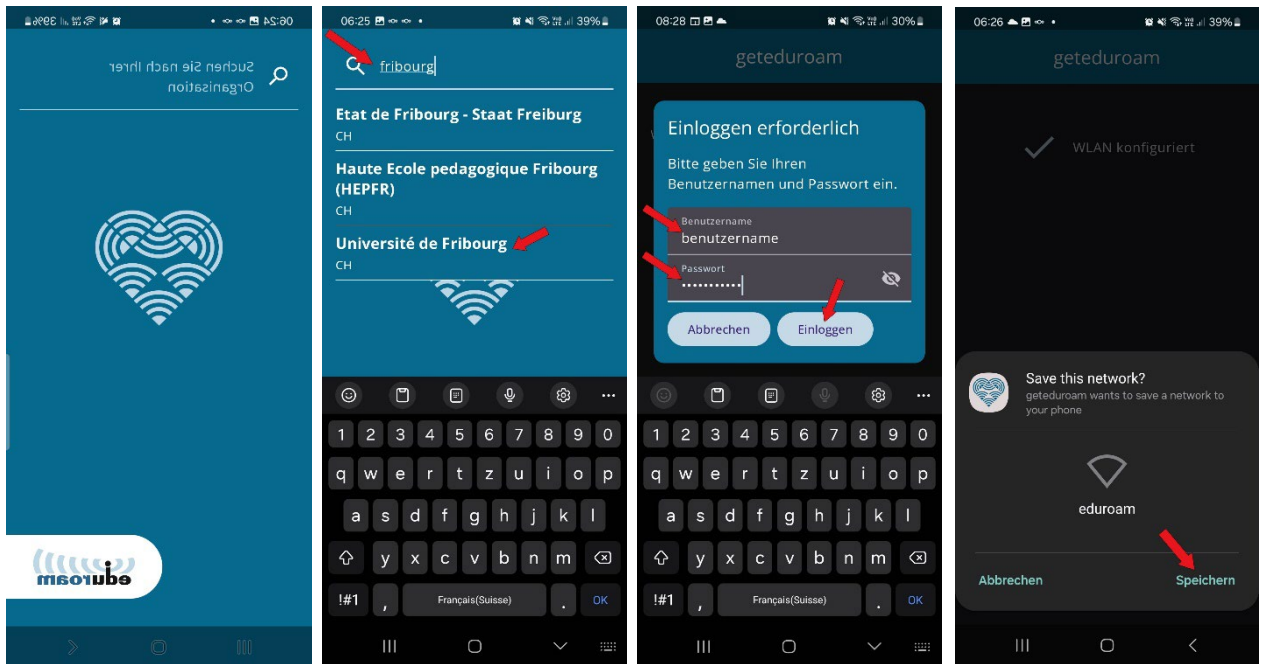 06:24 39%
Suchen Sie nach Ihrer
Organisation
eduroam
06:25 39%
fribourg
Etat de Fribourg - Staat Freiburg
CH
Haute Ecole pedagogique Fribourg
(HEPFR)
CH
Université de Fribourg
CH
1 2 3 4 5 6 7 8 9 0
q w e r t z u i o p
a s d f g h j k l
y x c v b n m
!#1 , Français(Suisse) . OK
08:28 30%
geteduroam
Einloggen erforderlich
Bitte geben Sie Ihren
Benutzernamen und Passwort ein.
Benutzername
benutzername
Passwort
Abbrechen Einloggen
1 2 3 4 5 6 7 8 9 0
q w e r t z u i o p
a s d f g h j k l
y x c v b n m
!#1 , Français(Suisse) . OK
06:26 39%
geteduroam
WLAN konfiguriert
Save this network?
geteduroam wants to save a network to
your phone
eduroam
Abbrechen Speichern